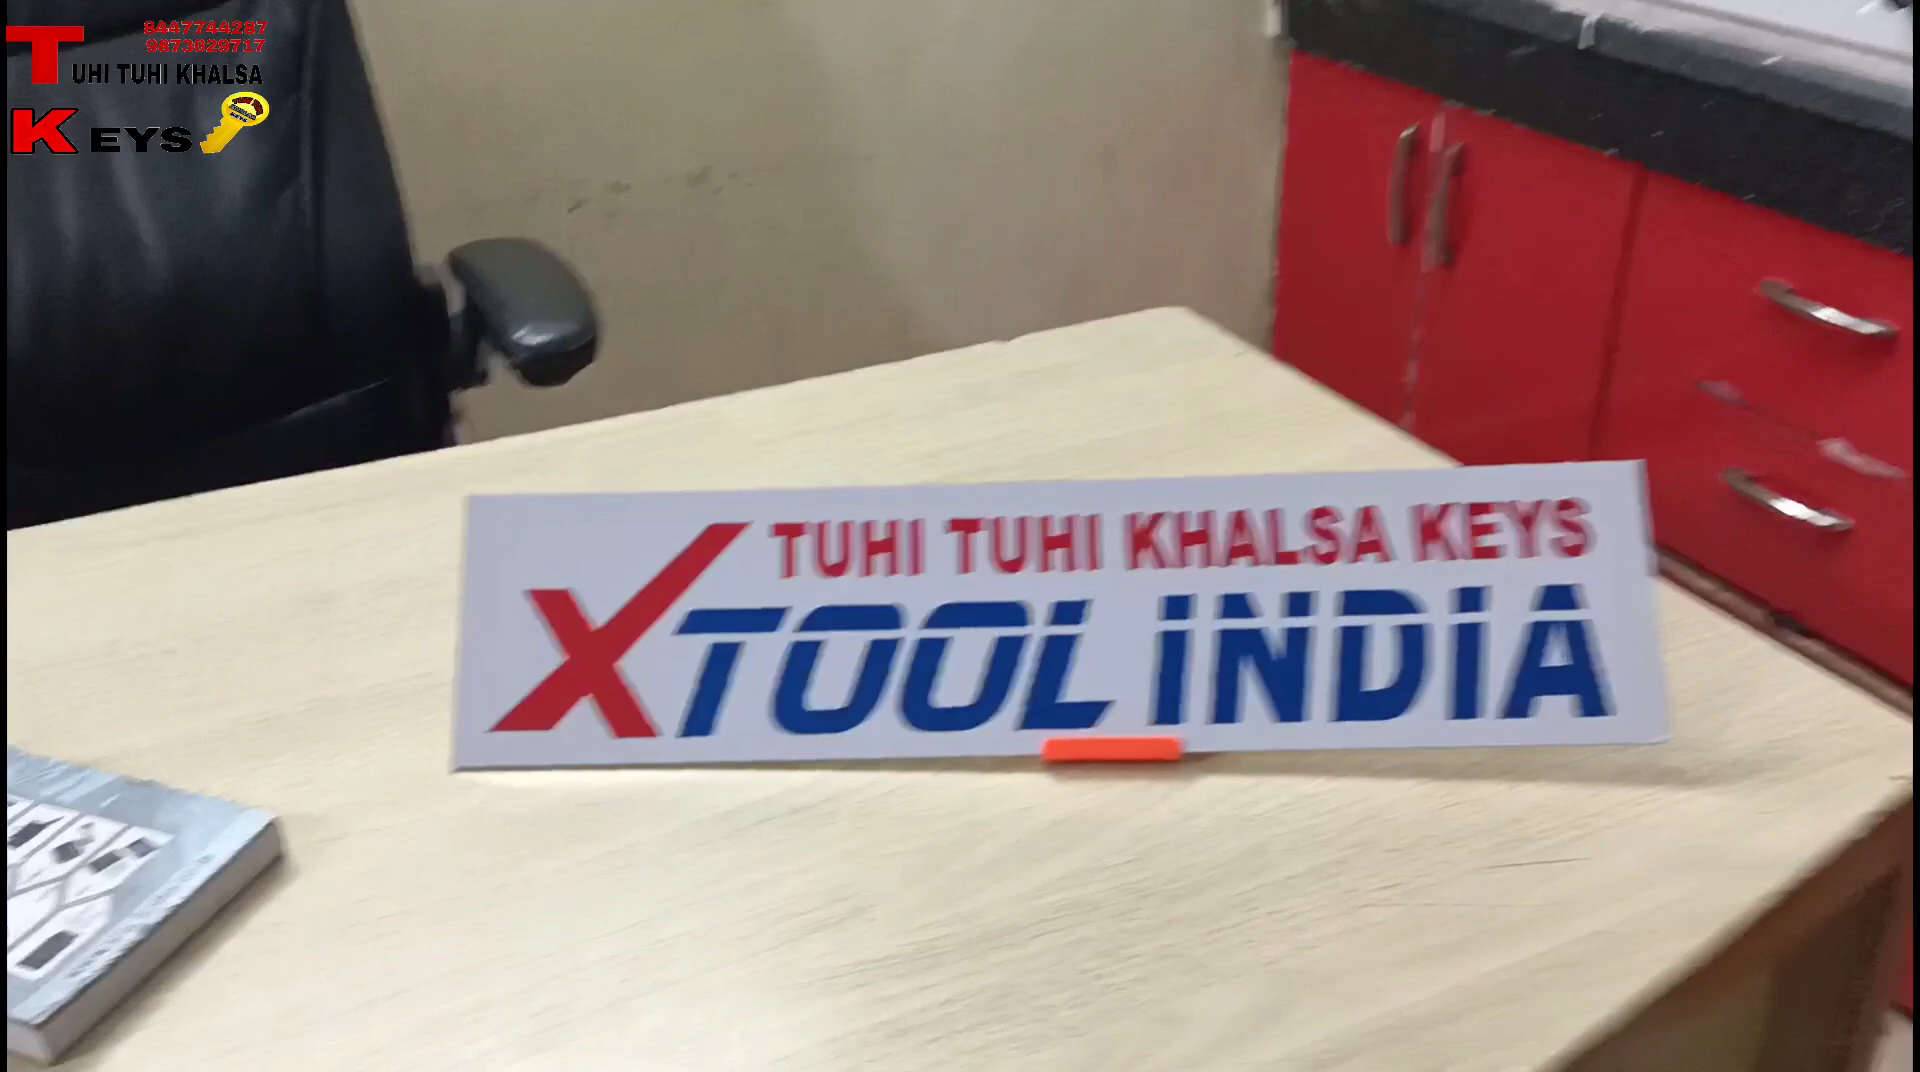 8447744287
9873029717
TUHI TUHI KHALSA
KEYS
TUHI TUHI KHALSA KEYS
XTOOL INDIA